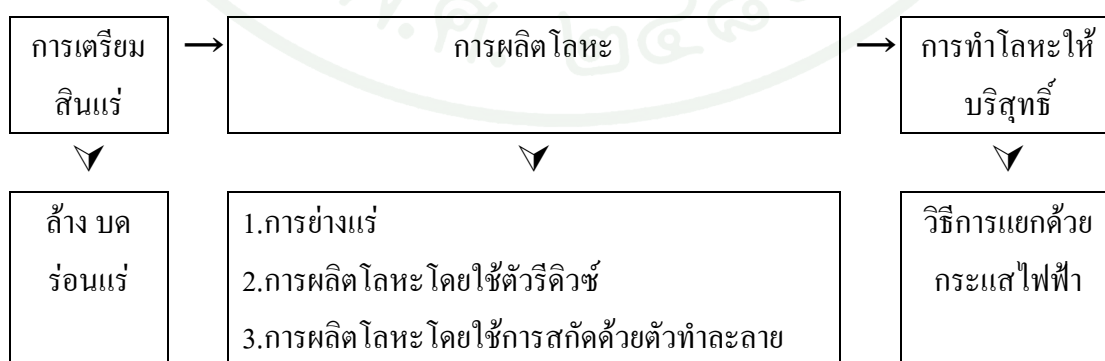 การเตรียม
สินแร่
→
การผลิตโลหะ
→
การทำโลหะให้
บริสุทธิ์
ล้าง บด
ร่อนแร่
1.การย่างแร่
2.การผลิตโลหะโดยใช้ตัวรีดิวซ์
3.การผลิตโลหะโดยใช้การสกัดด้วยตัวทำละลาย
วิธีการแยกด้วย
กระแสไฟฟ้า
พ.ศ. ๒๔๘๖